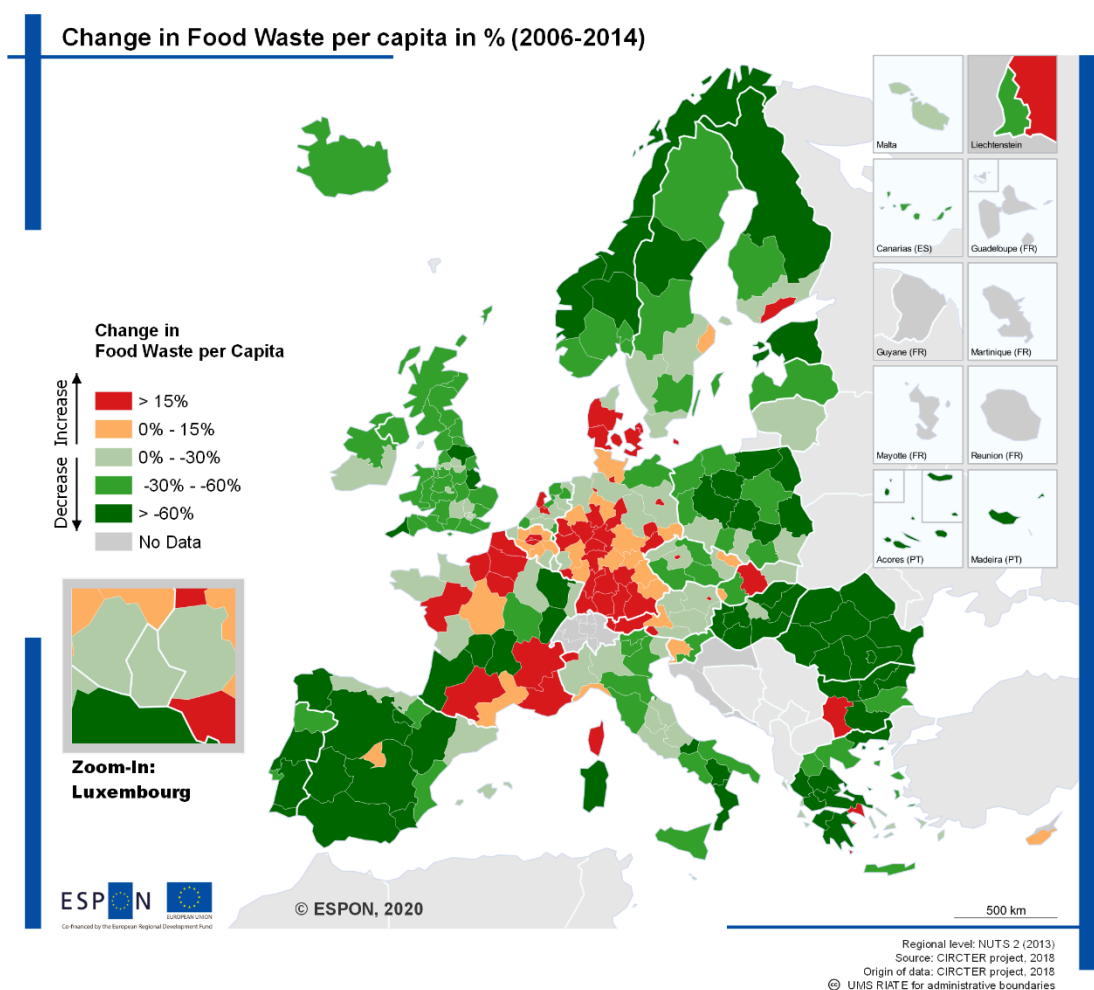 Change in Food Waste per capita in % (2006-2014)
Malta
Liechtenstein
Canarias (ES)
Guadeloupe (FR)
Guyane (FR)
Martinique (FR)
Mayotte (FR)
Reunion (FR)
Acores (PT)
Madeira (PT)
Change in
Food Waste per Capita
Increase
Decrease
> 15%
0% - 15%
0% - -30%
-30% - -60%
> -60%
No Data
Zoom-In:
Luxembourg
ESPON
EUROPEAN UNION
Co-financed by the European Regional Development Fund
© ESPON, 2020
500 km
Regional level: NUTS 2 (2013)
Source: CIRCTER project, 2018
Origin of data: CIRCTER project, 2018
cc UMS RIATE for administrative boundaries